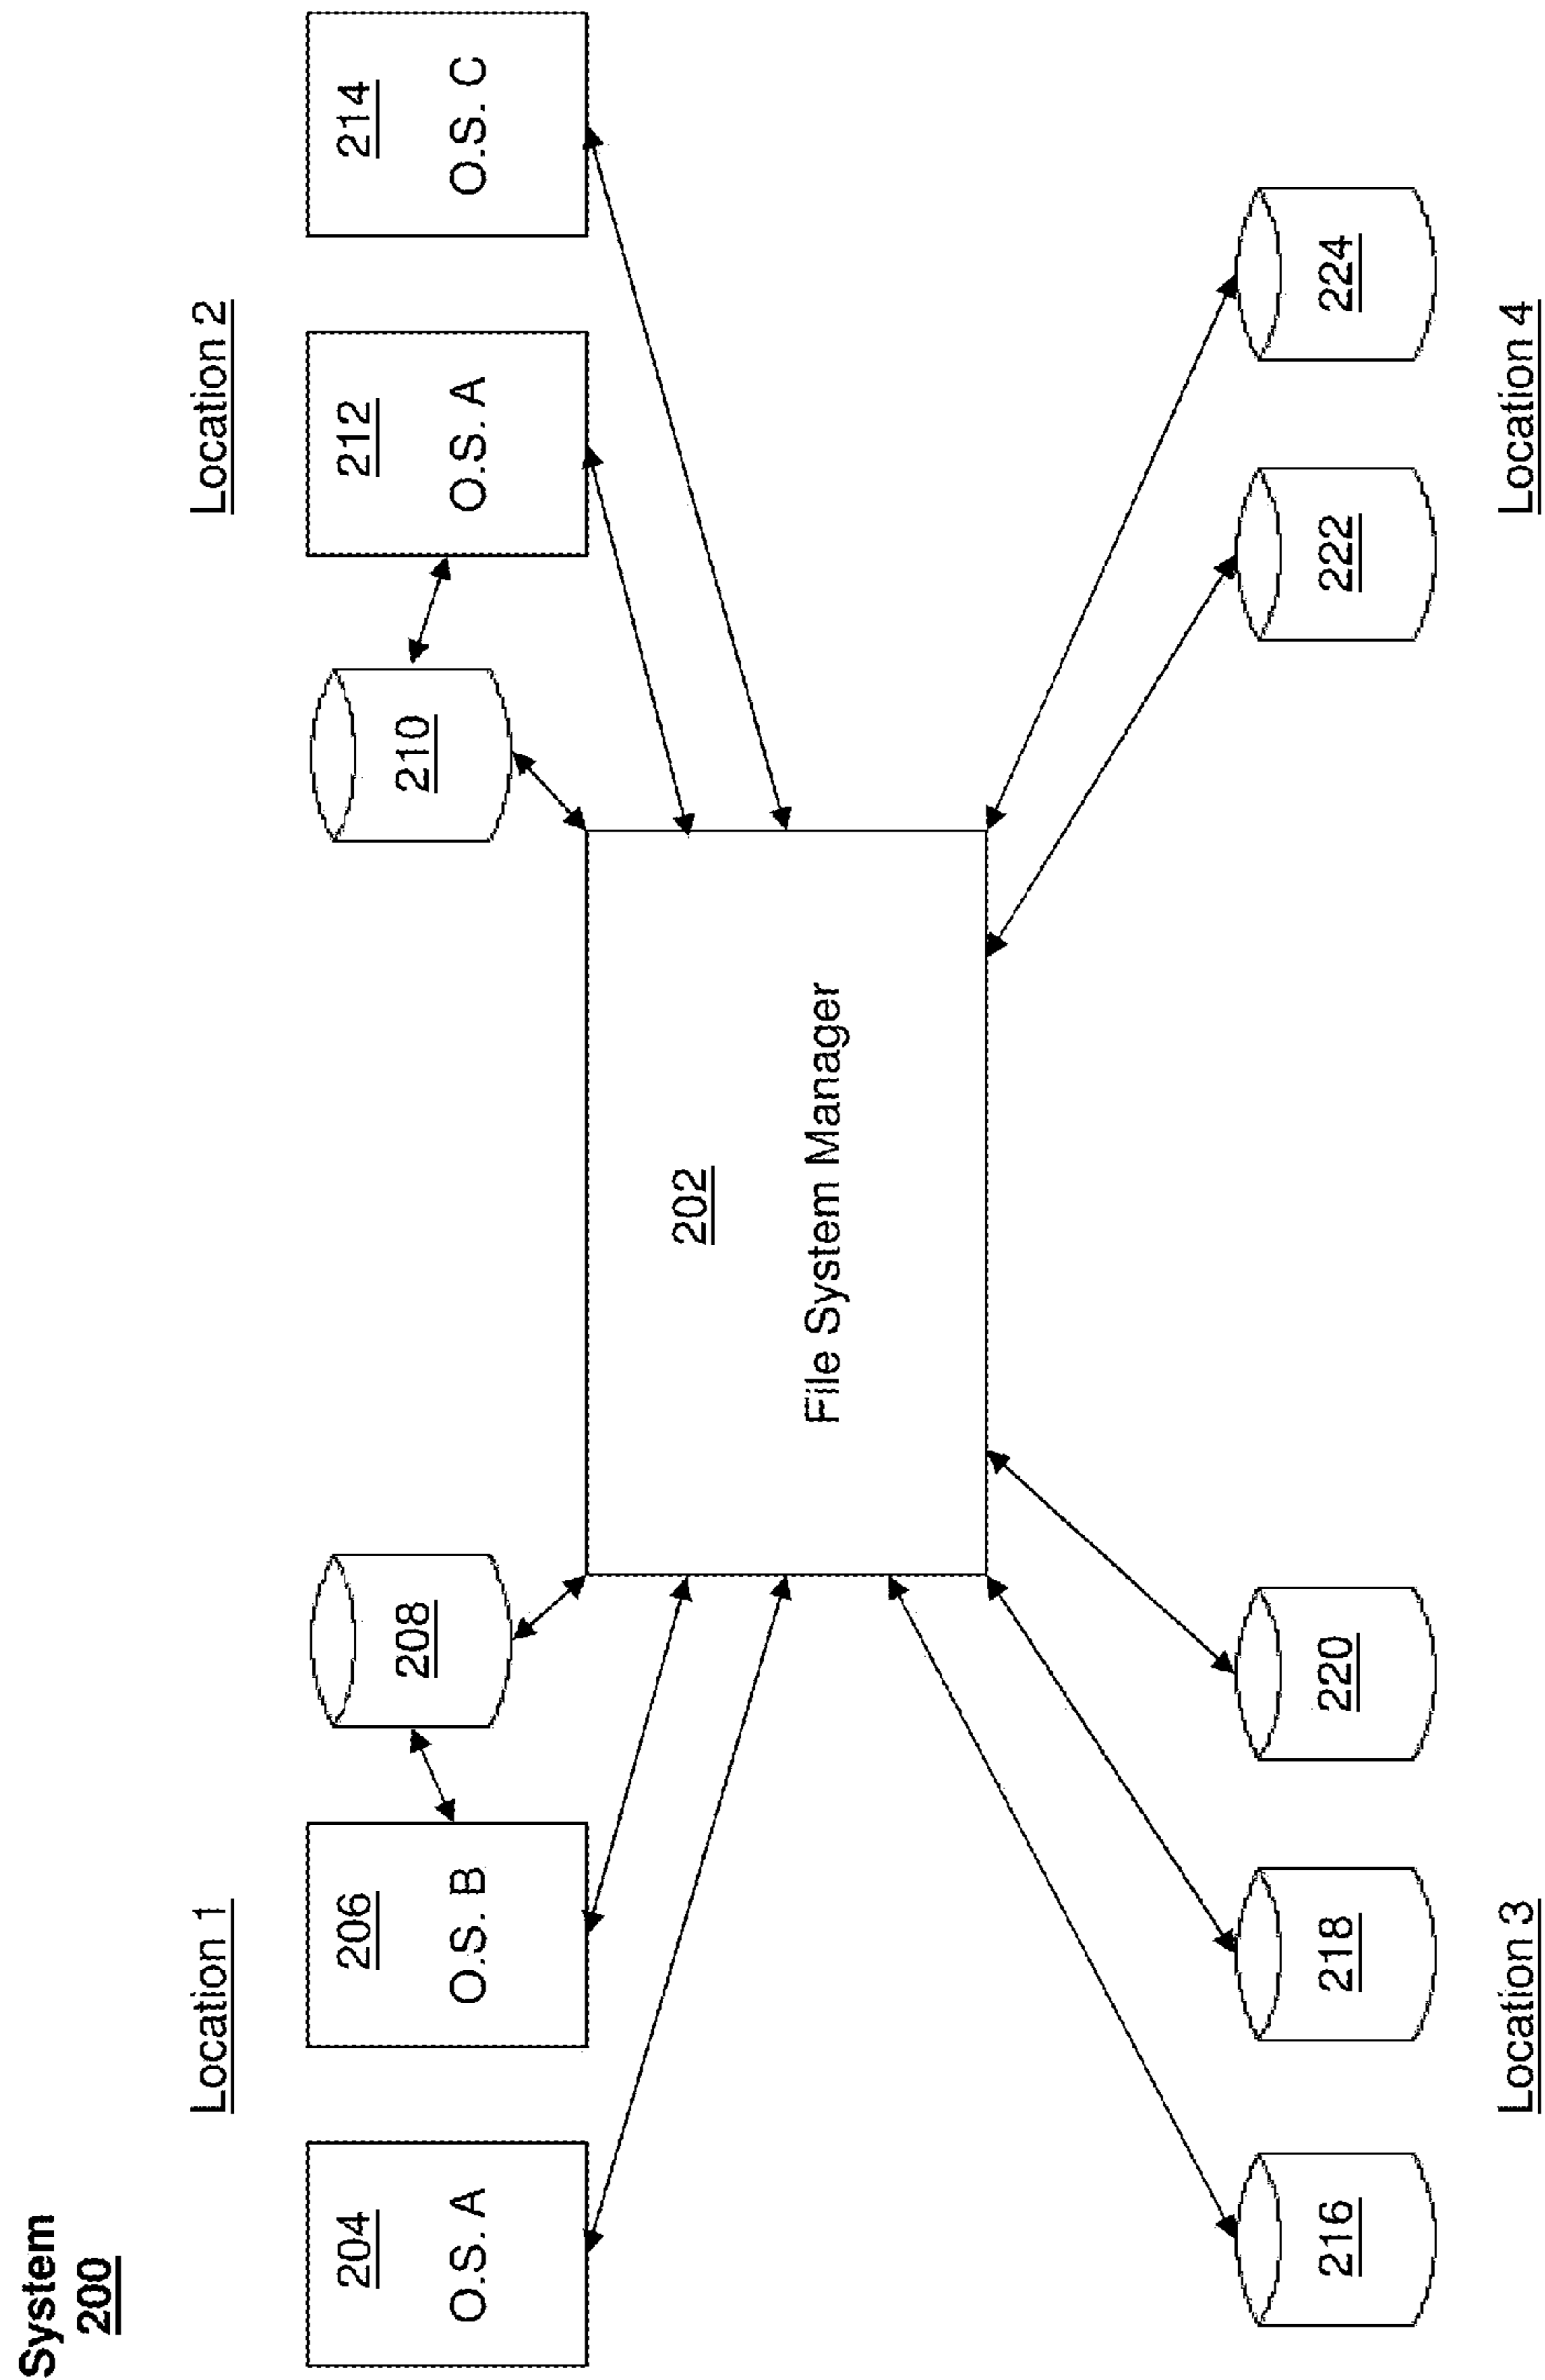 System
200
Location 1
Location 2
204
O.S. A
206
O.S. B
208
210
212
O.S. A
214
O.S. C
202
File System Manager
216
218
220
222
224
Location 3
Location 4